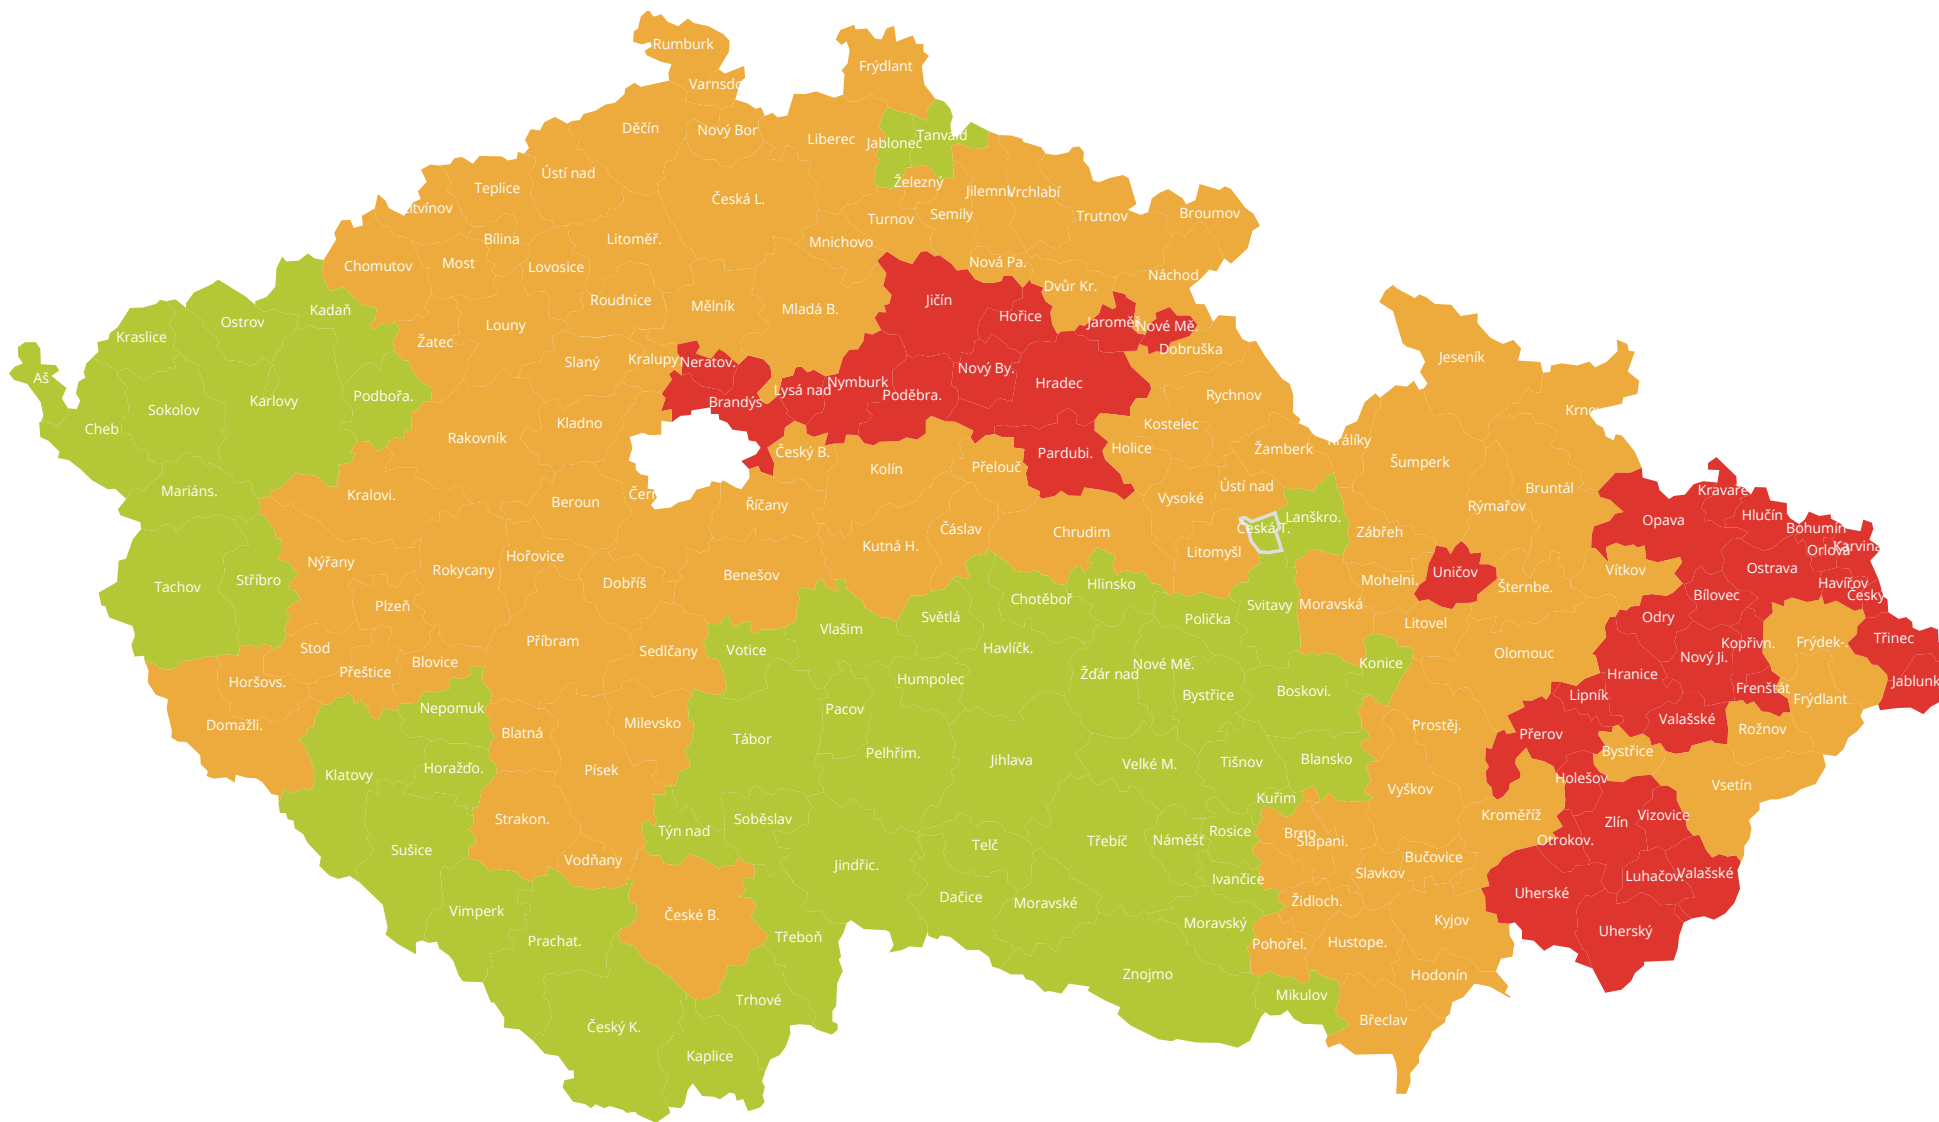 Rumburk
Frýdlant
Varnsdo
Děčín
Nový Bor
Liberec
Jablonec
Tanvald
Ústí nad
Teplice
Česká L.
Železný
Jilemni
Vrchlabí
Litvínov
Turnov
Semily
Trutnov
Broumov
Bílina
Litoměř.
Mnichovo
Chomutov
Most
Lovosice
Nová Pa.
Náchod
Dvůr Kr.
Roudnice
Mělník
Mladá B.
Jičín
Kadaň
Ostrov
Louny
Hořice
Jaroměř
Nové Mě.
Kraslice
Žatec
Dobruška
Slaný
Kralupy
Neratov.
Jeseník
Aš
Nový By.
Nymburk
Lysá nad
Hradec
Poděbra.
Rychnov
Podbořa.
Karlovy
Brandýs
Sokolov
Krno
Cheb
Kladno
Kostelec
Rakovník
Králíky
Holice
Žamberk
Český B.
Pardubi.
Kolín
Přelouč
Šumperk
Mariáns.
Kralovi.
Čern
Beroun
Říčany
Vysoké
Ústí nad
Bruntál
Kravaře
Rýmařov
Hlučín
Lanškro.
Opava
Česká T.
Čáslav
Chrudim
Zábřeh
Bohumín
Kutná H.
Litomyšl
Orlová
Karviná
Nýřany
Hořovice
Rokycany
Ostrava
Vítkov
Uničov
Benešov
Dobříš
Stříbro
Tachov
Mohelni.
Havířov
Hlinsko
Šternbe.
Bílovec
Český
Chotěboř
Plzeň
Svitavy
Moravská
Světlá
Polička
Odry
Litovel
Vlašim
Příbram
Třinec
Frýdek-.
Kopřivn.
Stod
Havlíčk.
Votice
Sedlčany
Olomouc
Nový Ji.
Blovice
Konice
Nové Mě.
Přeštice
Žďár nad
Hranice
Humpolec
Horšovs.
Jablunk
Frenštát
Boskovi.
Bystřice
Lipník
Frýdlant
Nepomuk
Pacov
Valašské
Milevsko
Domažli.
Prostěj.
Rožnov
Blatná
Přerov
Tábor
Pelhřim.
Bystřice
Jihlava
Blansko
Tišnov
Velké M.
Horažďo.
Písek
Klatovy
Holešov
Vsetín
Vyškov
Kuřim
Kroměříž
Vizovice
Strakon.
Soběslav
Zlín
Týn nad
Rosice
Brno
Šlapani.
Třebíč
Náměšť
Otrokov.
Telč
Sušice
Bučovice
Vodňany
Jindřic.
Slavkov
Valašské
Luhačov.
Ivančice
Uherské
Dačice
Židloch.
Moravské
Vimperk
České B.
Kyjov
Moravský
Uherský
Třeboň
Prachat.
Hustope.
Pohořel.
Znojmo
Hodonín
Mikulov
Trhové
Břeclav
Český K.
Kaplice